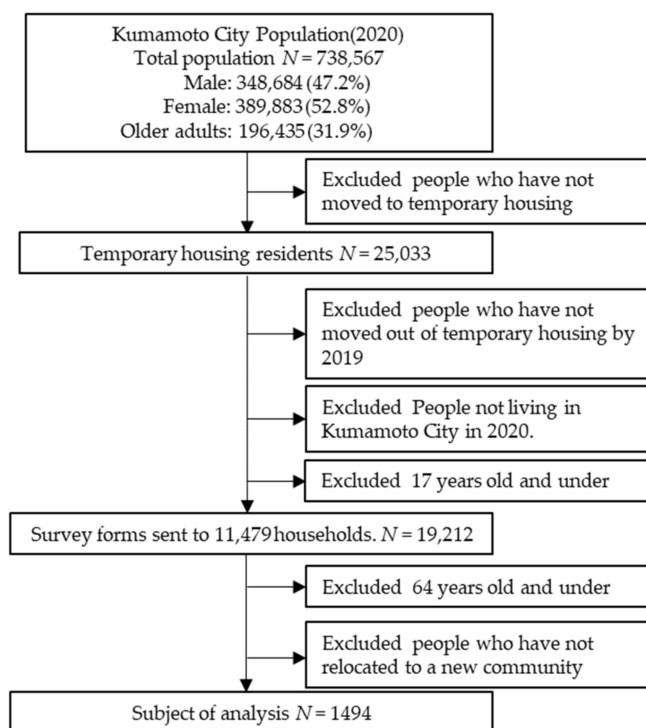 Kumamoto City Population(2020)
Total population N = 738,567
Male: 348,684 (47.2%)
Female: 389,883 (52.8%)
Older adults: 196,435 (31.9%)
Excluded people who have not
moved to temporary housing
Temporary housing residents N = 25,033
Excluded people who have not
moved out of temporary housing by
2019
Excluded People not living in
Kumamoto City in 2020.
Excluded 17 years old and under
Survey forms sent to 11,479 households. N = 19,212
Excluded 64 years old and under
Excluded people who have not
relocated to a new community
Subject of analysis N = 1494